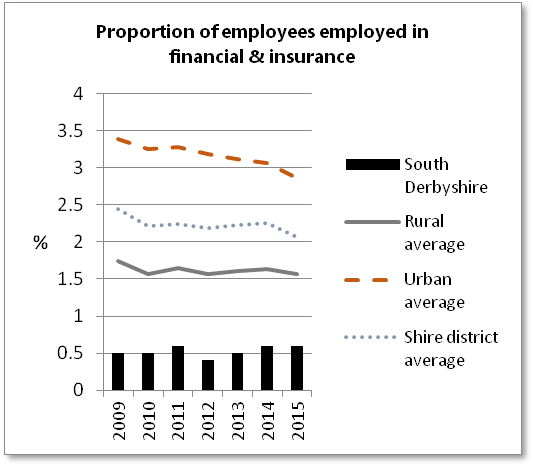 Proportion of employees employed in
financial & insurance
4
3.5
3
2.5
2
1.5
1
0.5
0
%
2009
2010
2011
2012
2013
2014
2015
South
Derbyshire
Rural
average
Urban
average
Shire district
average